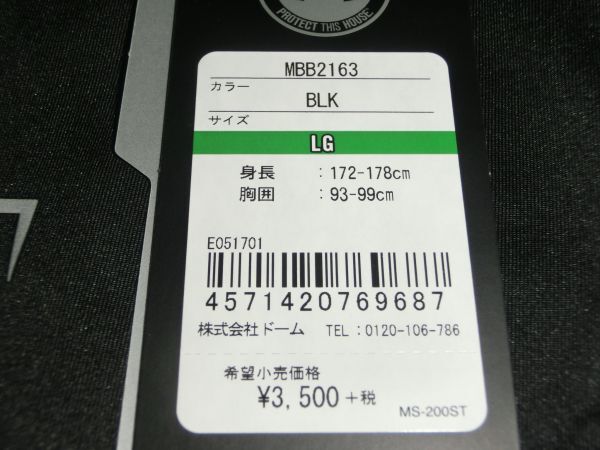 PROTECT THIS HOUSE
MBB2163
カラー
BLK
サイズ
LG
身長 : 172-178cm
胸囲 : 93-99cm
E051701
4571420769687
株式会社ドーム TEL : 0120-106-786
希望小売価格
¥3,500 +税
MS-200ST